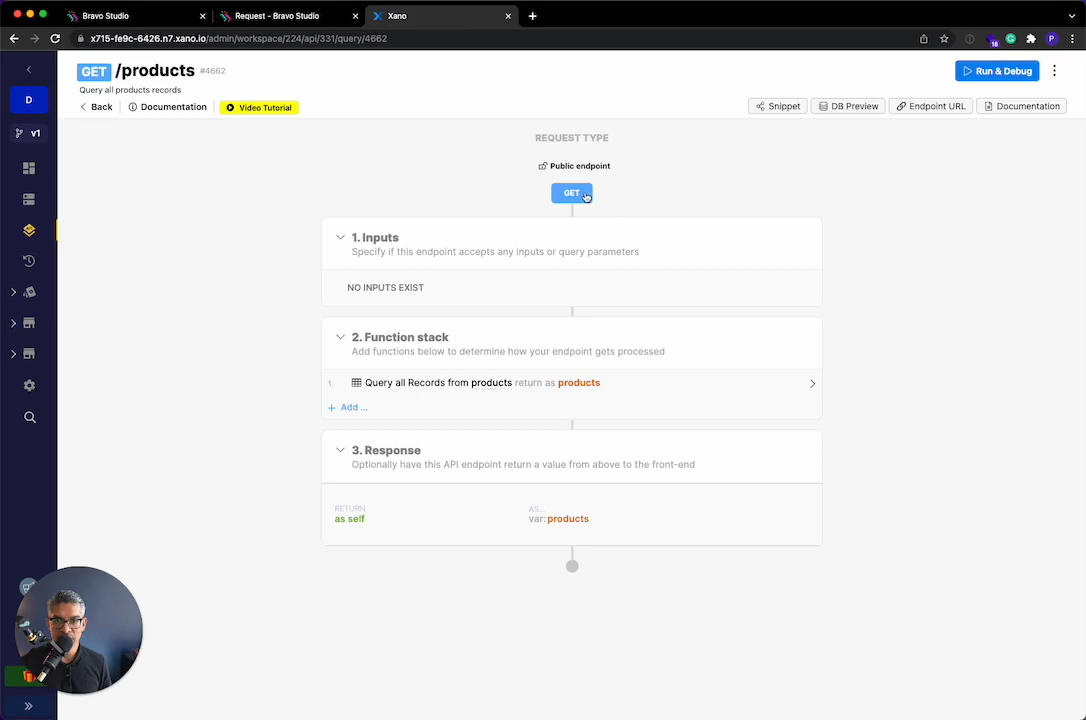 Bravo Studio
Request - Bravo Studio
Xano
x715-fe9c-6426.n7.xano.io/admin/workspace/224/api/331/query/4662
18
P
D
v1
GET /products #4662
Query all products records
Back
Documentation
Video Tutorial
Run & Debug
Snippet
DB Preview
Endpoint URL
Documentation
REQUEST TYPE
Public endpoint
GET
1. Inputs
Specify if this endpoint accepts any inputs or query parameters
NO INPUTS EXIST
2. Function stack
Add functions below to determine how your endpoint gets processed
1. Query all Records from products return as products
+ Add ...
3. Response
Optionally have this API endpoint return a value from above to the front-end
RETURN
as self
AS...
var:products